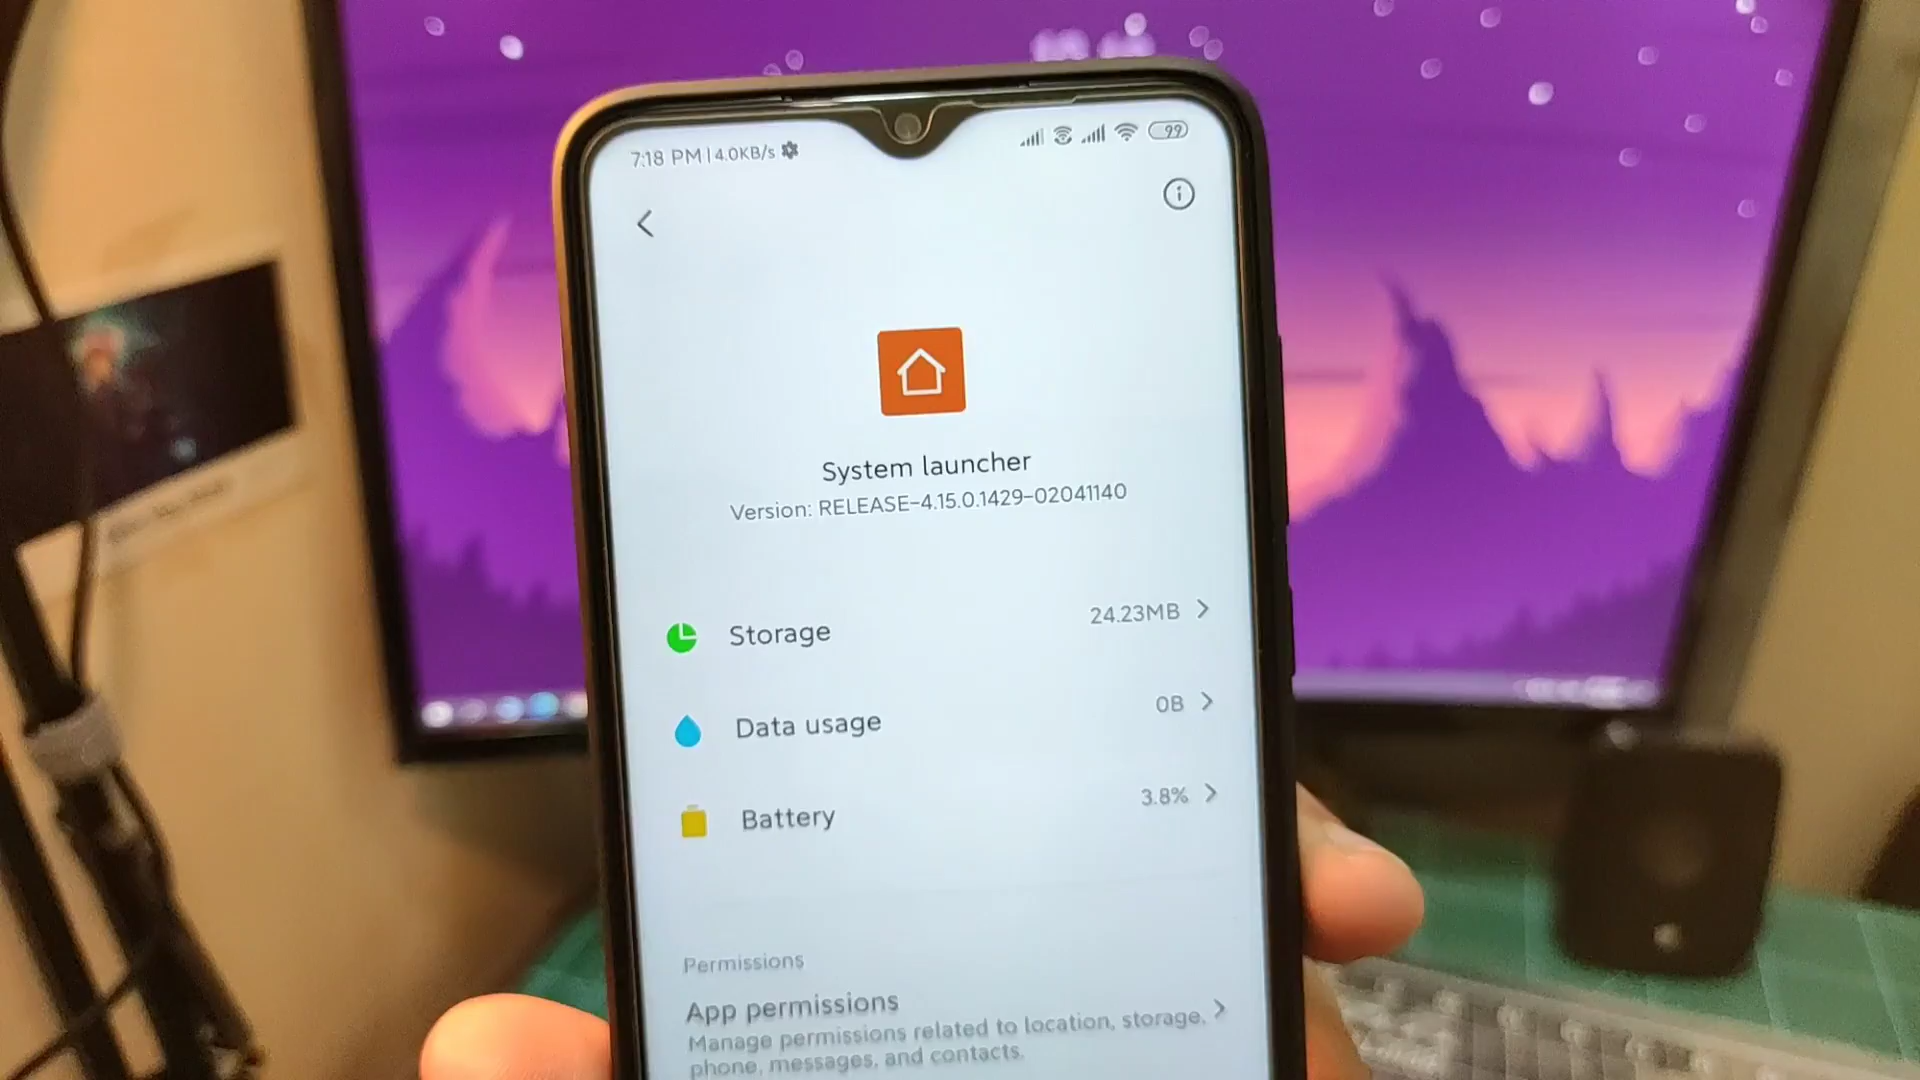 7:18 PM | 4.0KB/s
99
System launcher
Version: RELEASE-4.15.0.1429-02041140
Storage
24.23MB
Data usage
0B
Battery
3.8%
Permissions
App permissions
Manage permissions related to location, storage,
phone, messages, and contacts.